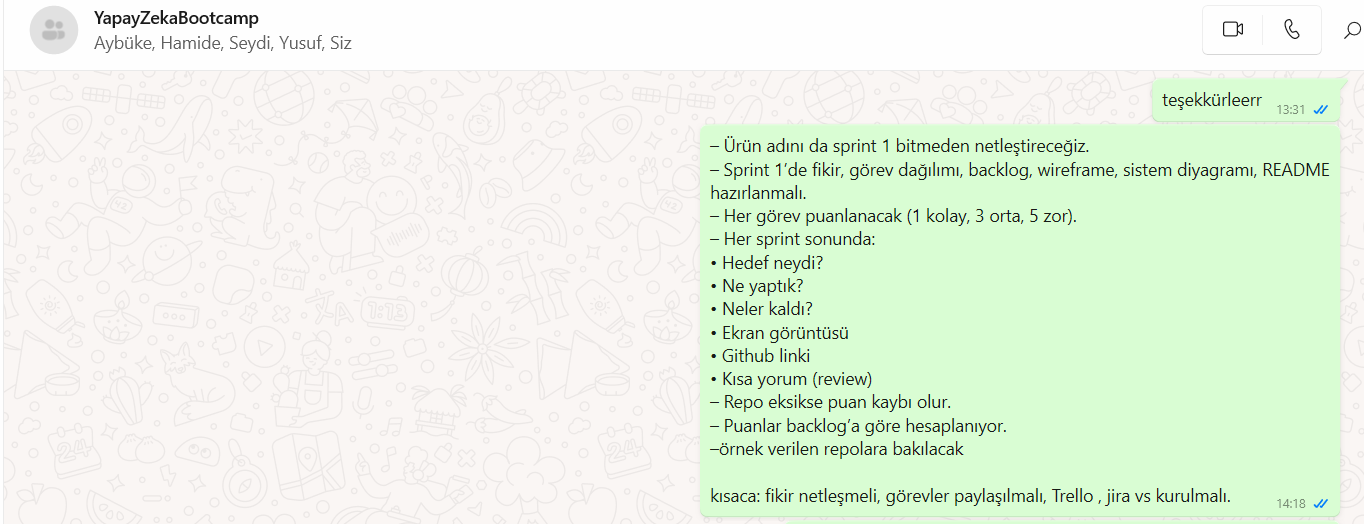 YapayZekaBootcamp
Aybüke, Hamide, Seydi, Yusuf, Siz
teşekkürleerr 13:31
– Ürün adını da sprint 1 bitmeden netleştireceğiz.
– Sprint 1’de fikir, görev dağılımı, backlog, wireframe, sistem diyagramı, README
hazırlanmalı.
– Her görev puanlanacak (1 kolay, 3 orta, 5 zor).
– Her sprint sonunda:
• Hedef neydi?
• Ne yaptık?
• Neler kaldı?
• Ekran görüntüsü
• Github linki
• Kısa yorum (review)
– Repo eksikse puan kaybı olur.
– Puanlar backlog’a göre hesaplanıyor.
–örnek verilen repolara bakılacak
kısaca: fikir netleşmeli, görevler paylaşılmalı, Trello , jira vs kurulmalı. 14:18